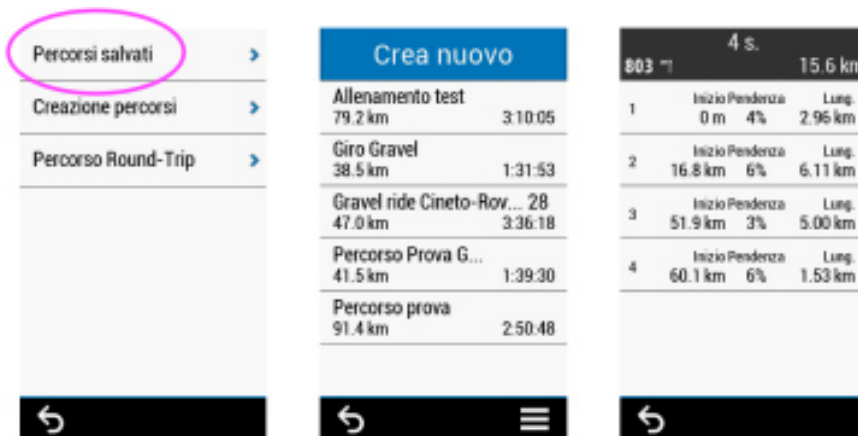 Percorsi salvati
Creazione percorsi
Percorso Round-Trip
Crea nuovo
Allenamento test
79.2 km 3:10:05
Giro Gravel
38.5 km 1:31:53
Gravel ride Cineto-Rov... 28
47.0 km 3:36:18
Percorso Prova G...
41.5 km 1:39:30
Percorso prova
91.4 km 2:50:48
4 s.
803 15.6 km
Inizio Pendenza Lung.
1 0 m 4% 2.96 km
Inizio Pendenza Lung.
2 16.8 km 6% 6.11 km
Inizio Pendenza Lung.
3 51.9 km 3% 5.00 km
Inizio Pendenza Lung.
4 60.1 km 6% 1.53 km